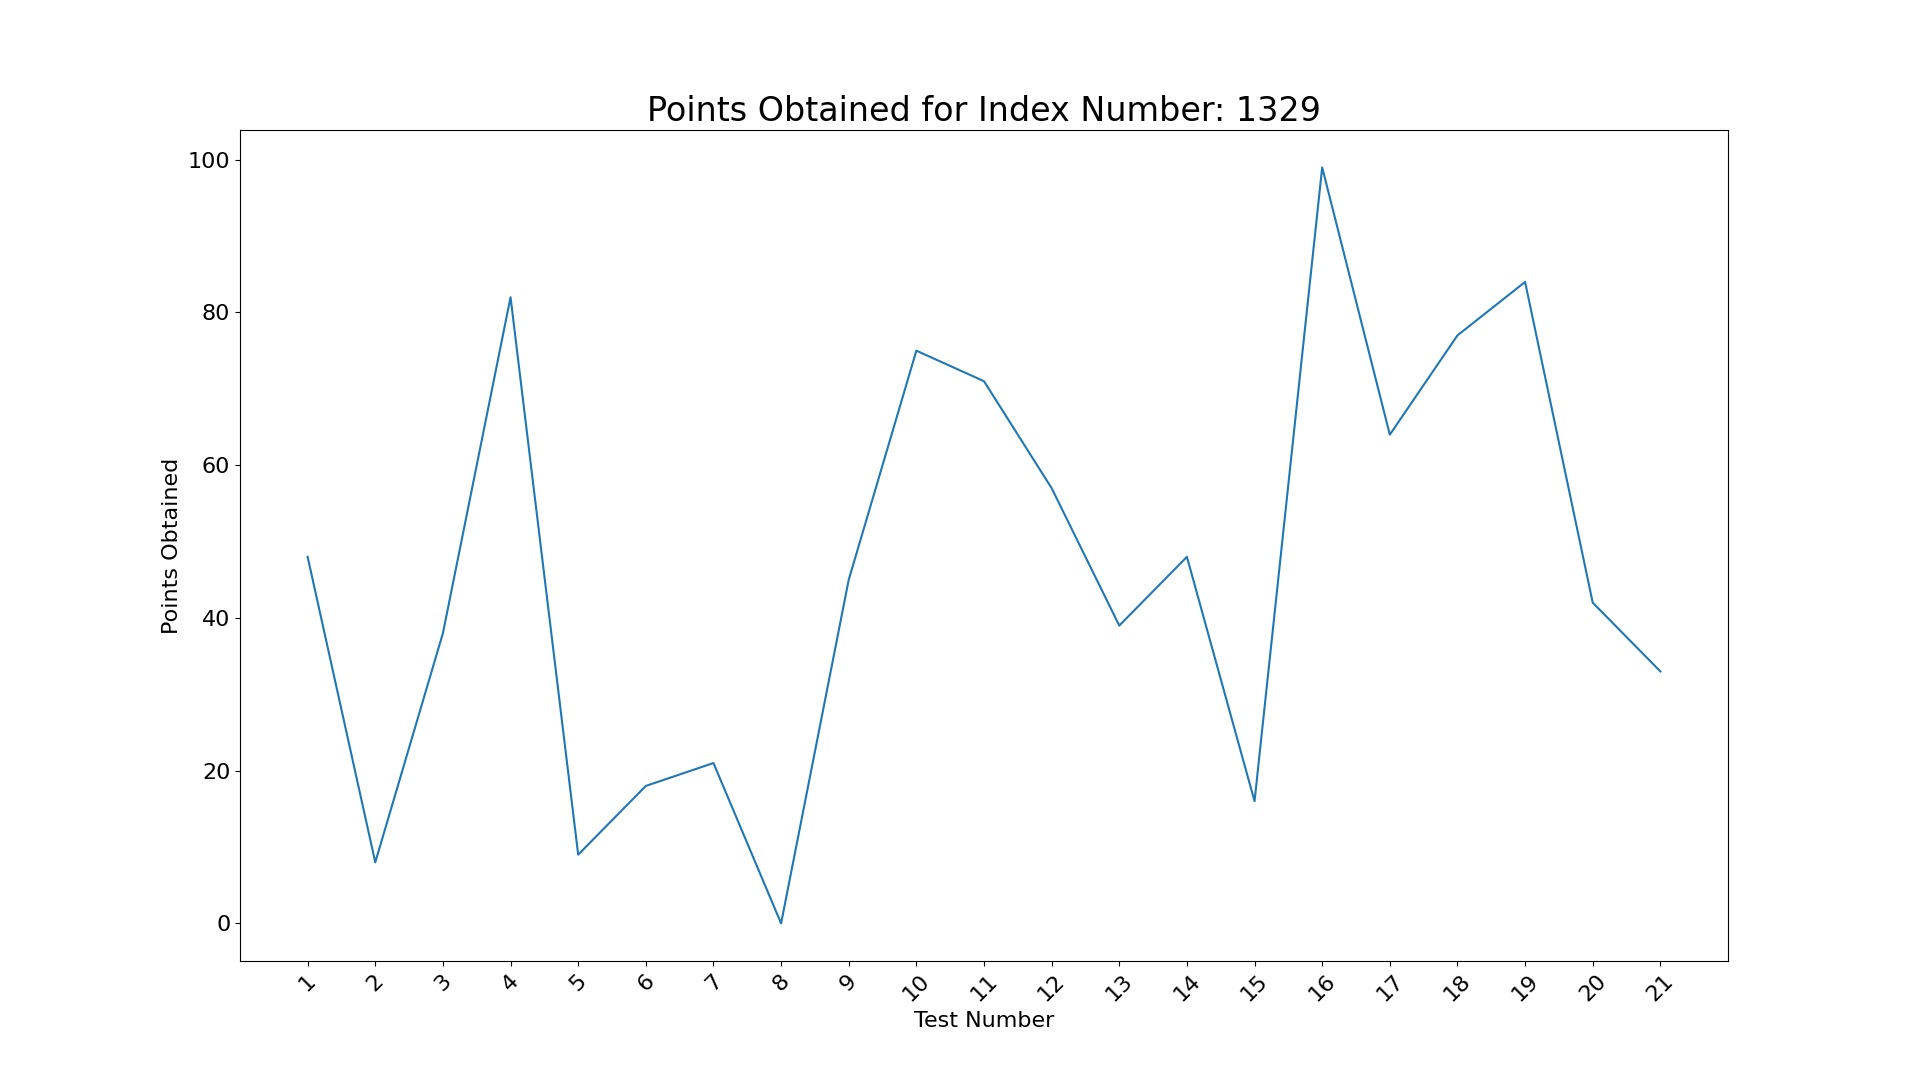 Points Obtained for Index Number: 1329
100
80
60
40
20
0
Points Obtained
1 2 3 4 5 6 7 8 9 10 11 12 13 14 15 16 17 18 19 20 21
Test Number